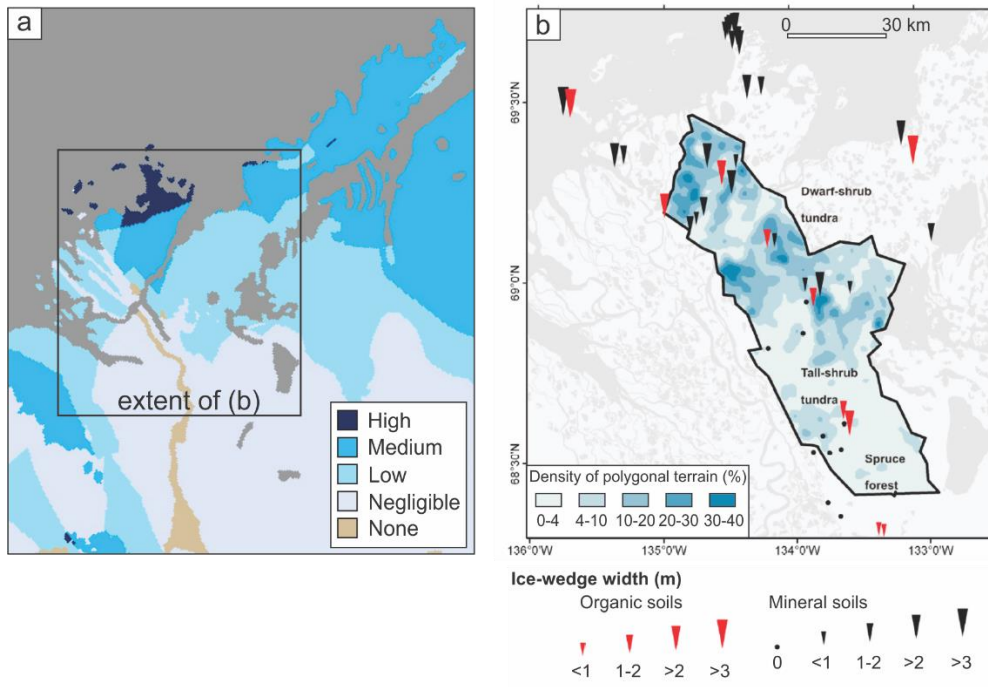 a
extent of (b)
High
Medium
Low
Negligible
None
b
0 30 km
69°30'N
69°0'N
68°30'N
Dwarf-shrub
tundra
Tall-shrub
tundra
Spruce
forest
Density of polygonal terrain (%)
0-4 4-10 10-20 20-30 30-40
136°0'W 135°0'W 134°0'W 133°0'W
Ice-wedge width (m)
Organic soils Mineral soils
<1 1-2 >2 >3 0 <1 1-2 >2 >3